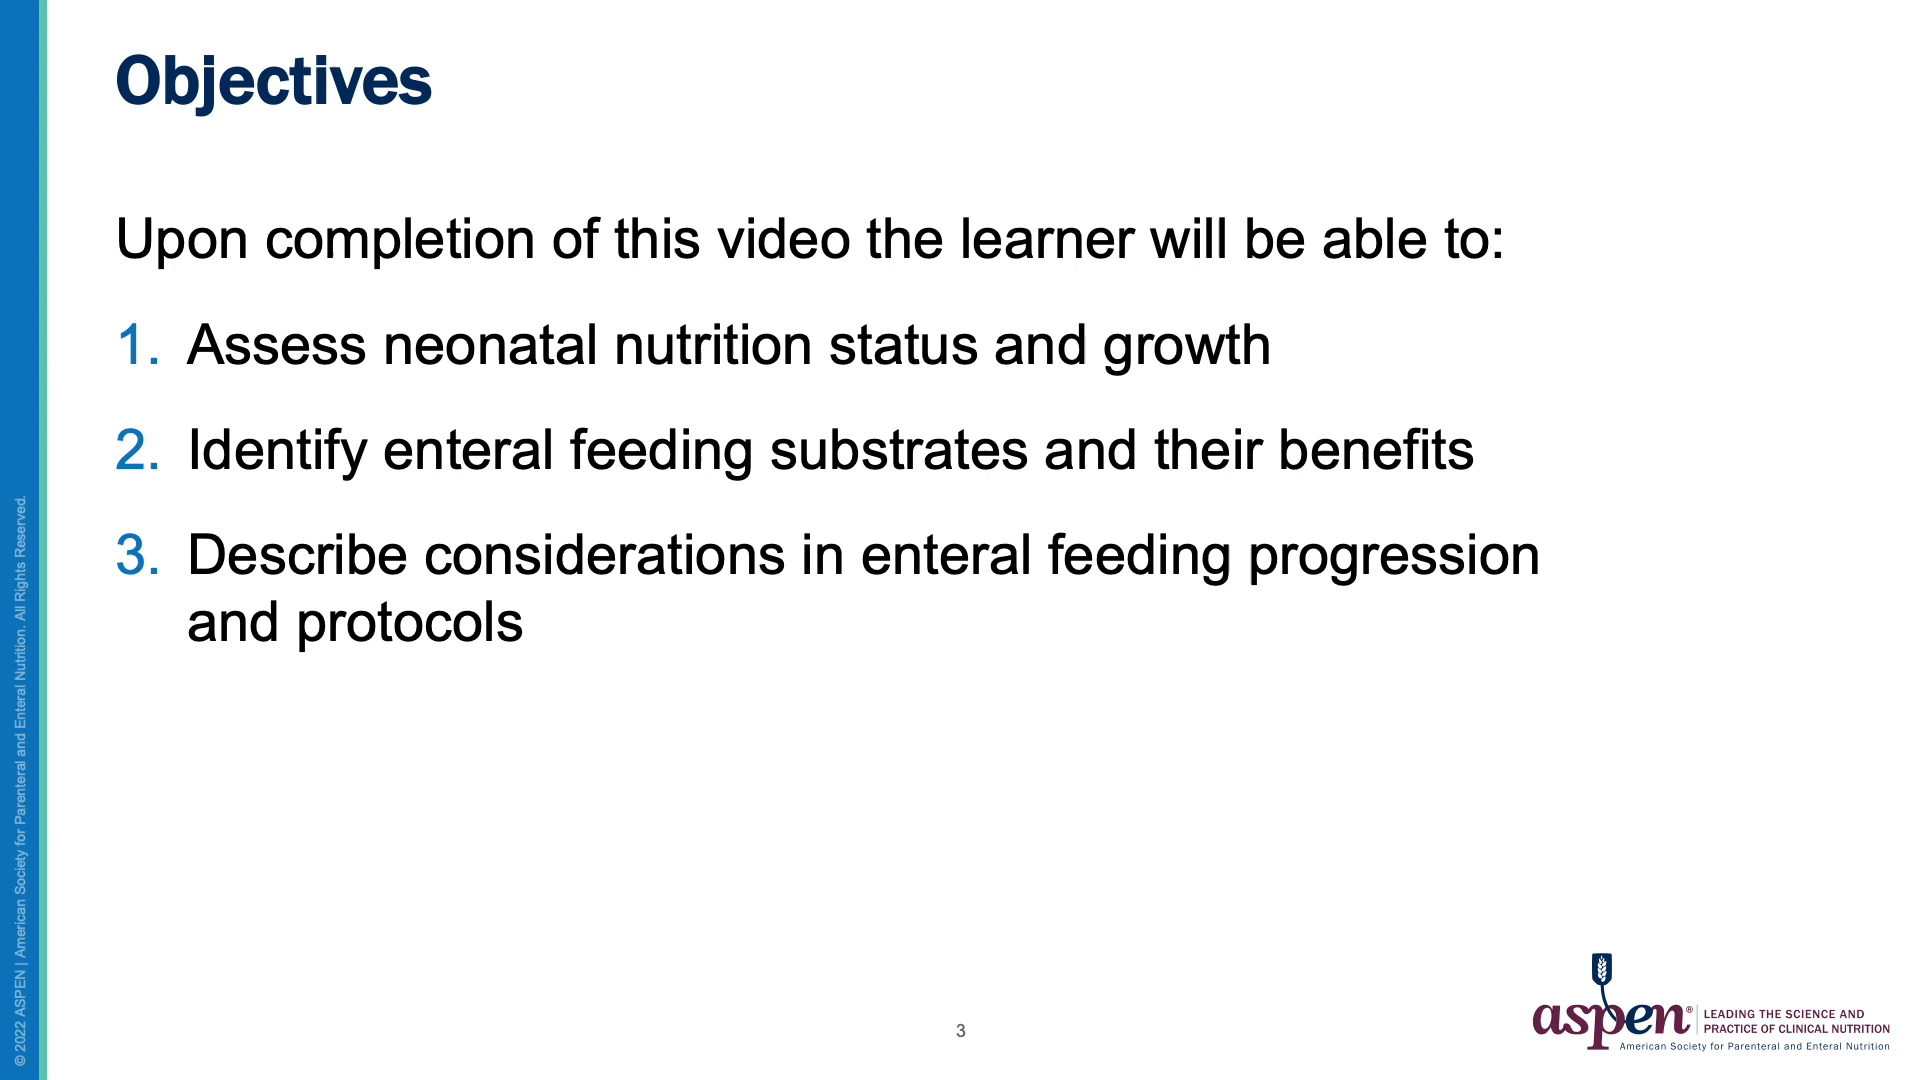 Objectives
Upon completion of this video the learner will be able to:
1. Assess neonatal nutrition status and growth
2. Identify enteral feeding substrates and their benefits
3. Describe considerations in enteral feeding progression
and protocols
© 2022 ASPEN | American Society for Parenteral and Enteral Nutrition. All Rights Reserved.
3
aspen®
LEADING THE SCIENCE AND
PRACTICE OF CLINICAL NUTRITION
American Society for Parenteral and Enteral Nutrition